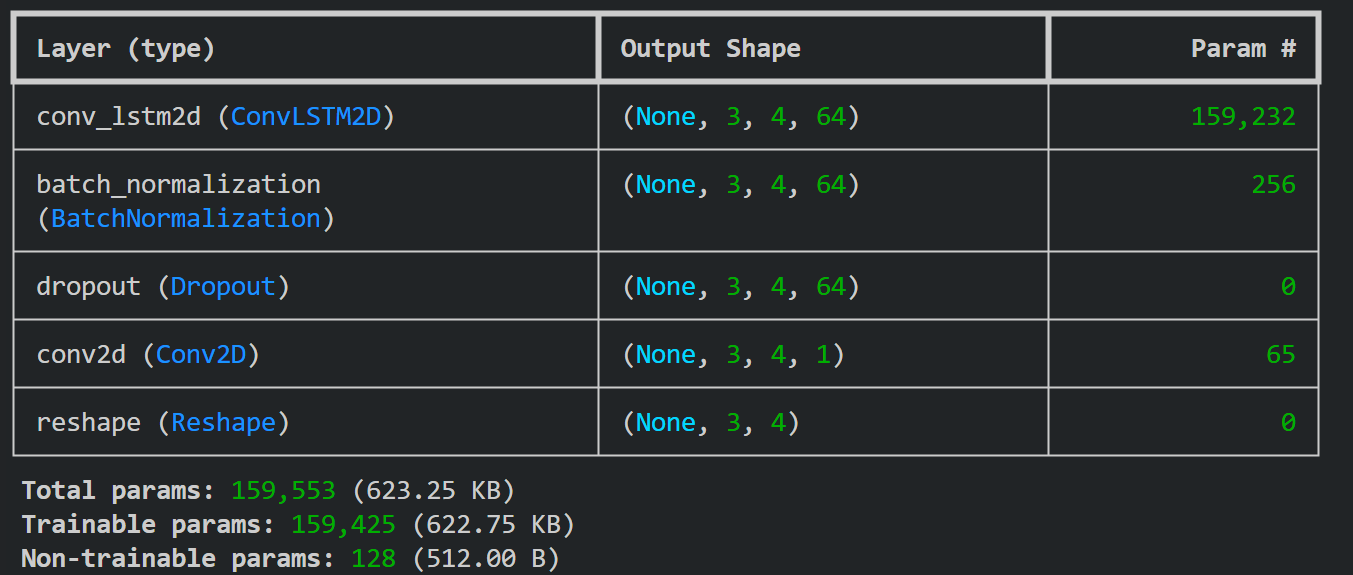 Layer (type) Output Shape Param #
conv_lstm2d (ConvLSTM2D) (None, 3, 4, 64) 159,232
batch_normalization (None, 3, 4, 64) 256
(BatchNormalization)
dropout (Dropout) (None, 3, 4, 64) 0
conv2d (Conv2D) (None, 3, 4, 1) 65
reshape (Reshape) (None, 3, 4) 0
Total params: 159,553 (623.25 KB)
Trainable params: 159,425 (622.75 KB)
Non-trainable params: 128 (512.00 B)